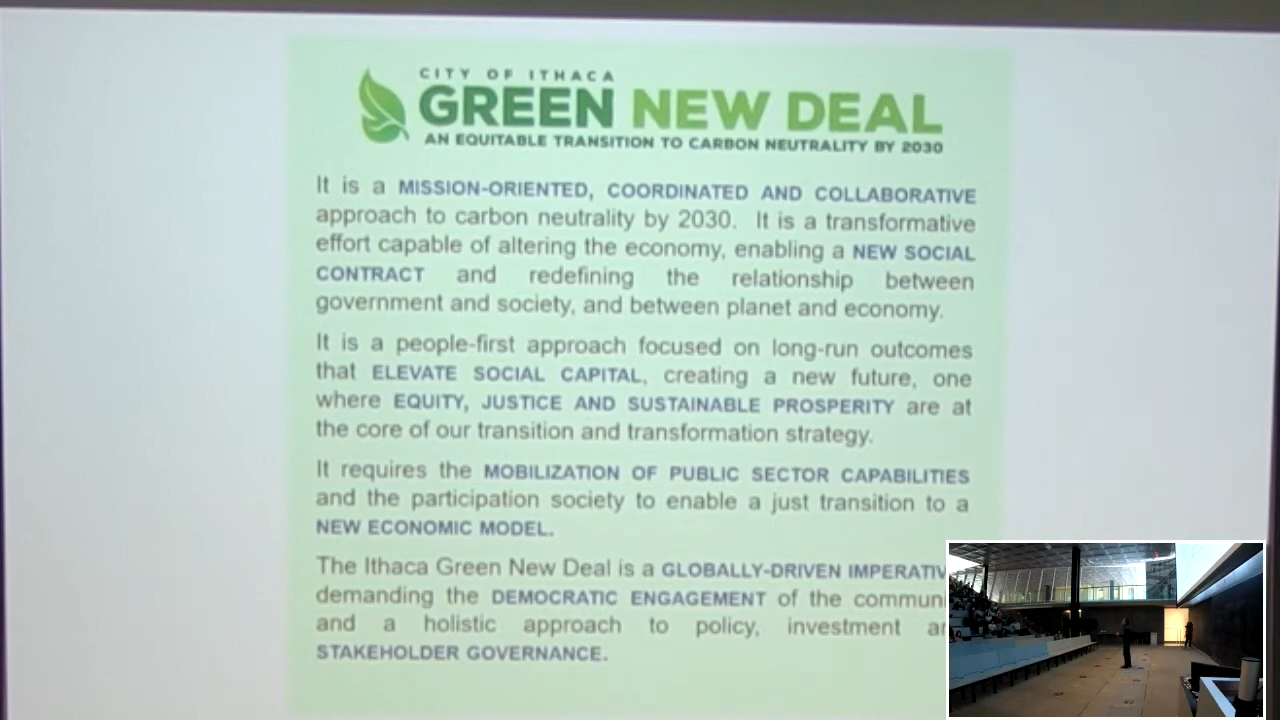 CITY OF ITHACA
GREEN NEW DEAL
AN EQUITABLE TRANSITION TO CARBON NEUTRALITY BY 2030
It is a MISSION-ORIENTED, COORDINATED AND COLLABORATIVE
approach to carbon neutrality by 2030. It is a transformative
effort capable of altering the economy, enabling a NEW SOCIAL
CONTRACT and redefining the relationship between
government and society, and between planet and economy.
It is a people-first approach focused on long-run outcomes
that ELEVATE SOCIAL CAPITAL, creating a new future, one
where EQUITY, JUSTICE AND SUSTAINABLE PROSPERITY are at
the core of our transition and transformation strategy.
It requires the MOBILIZATION OF PUBLIC SECTOR CAPABILITIES
and the participation society to enable a just transition to a
NEW ECONOMIC MODEL.
The Ithaca Green New Deal is a GLOBALLY-DRIVEN
demanding the DEMOCRATIC ENGAGEMENT of the
and a holistic approach to policy, investment
STAKEHOLDER GOVERNANCE.